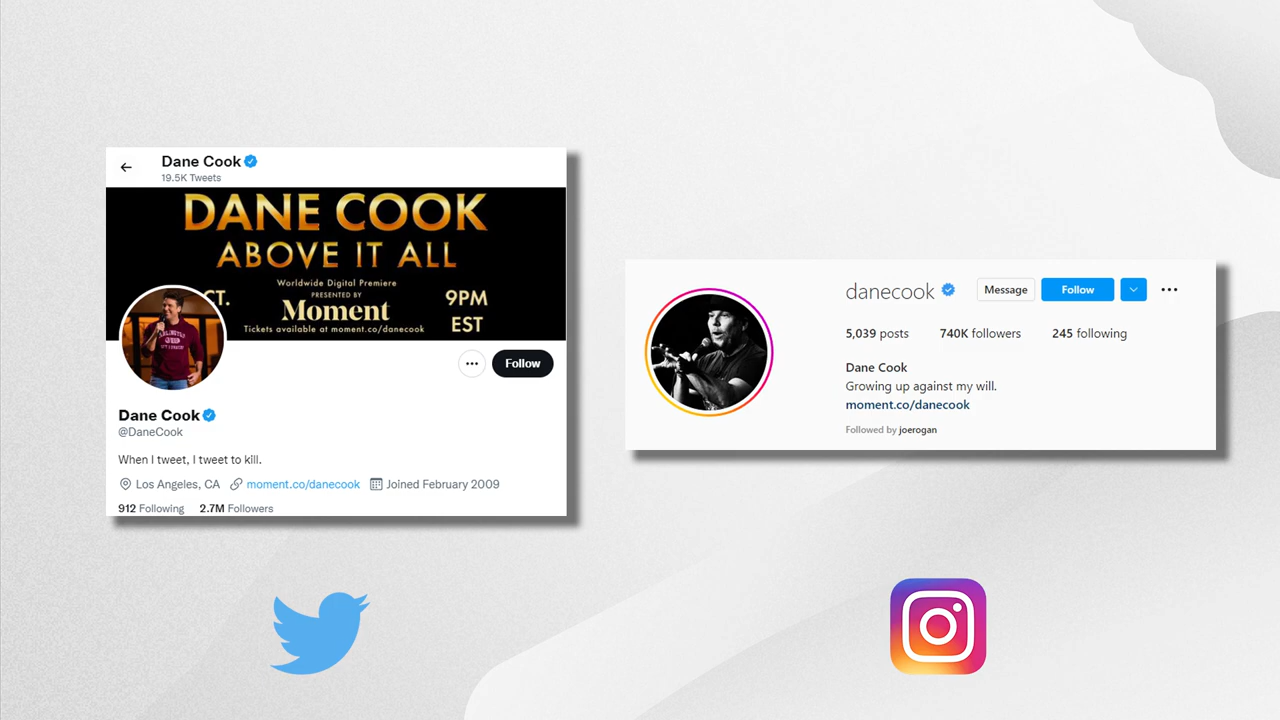 Dane Cook
19.5K Tweets
DANE COOK
ABOVE IT ALL
Worldwide Digital Premiere
PRESENTED BY
CT. Moment 9PM
Tickets available at moment.co/danecook EST
Follow
Dane Cook
@DaneCook
When I tweet, I tweet to kill.
Los Angeles, CA moment.co/danecook Joined February 2009
912 Following 2.7M Followers
danecook Message Follow
5,039 posts 740K followers 245 following
Dane Cook
Growing up against my will.
moment.co/danecook
Followed by joerogan